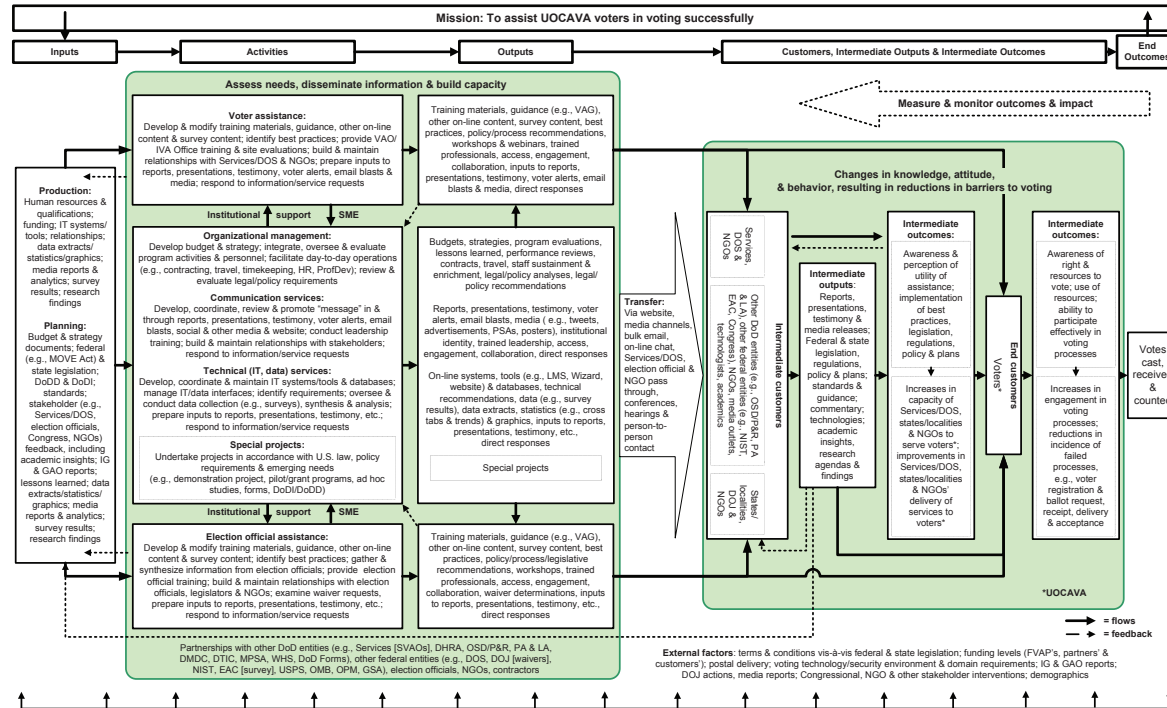 Mission: To assist UOCAVA voters in voting successfully
Inputs
Activities
Outputs
Customers, Intermediate Outputs & Intermediate Outcomes
End
Outcomes
Assess needs, disseminate information & build capacity
Measure & monitor outcomes & impact
Production:
Human resources &
qualifications;
funding; IT systems/
tools; relationships;
data extracts/
statistics/graphics;
media reports &
analytics; survey
results; research
findings
Planning:
Budget & strategy
documents; federal
(e.g., MOVE Act) &
state legislation;
DoDD & DoDI;
standards;
stakeholder (e.g.,
Services/DOS,
election officials,
Congress, NGOs)
feedback, including
academic insights; IG
& GAO reports;
lessons learned; data
extracts/statistics/
graphics; media
reports & analytics;
survey results;
research findings
Voter assistance:
Develop & modify training materials, guidance, other on-line
content & survey content; identify best practices; provide VAO/
IVA Office training & site evaluations; build & maintain
relationships with Services/DOS & NGOs; prepare inputs to
reports, presentations, testimony, voter alerts, email blasts &
media; respond to information/service requests
Institutional support SME
Organizational management:
Develop budget & strategy; integrate, oversee & evaluate
program activities & personnel; facilitate day-to-day operations
(e.g., contracting, travel, timekeeping, HR, ProfDev); review &
evaluate legal/policy requirements
Communication services:
Develop, coordinate, review & promote “message” in &
through reports, presentations, testimony, voter alerts, email
blasts, social & other media & website; conduct leadership
training; build & maintain relationships with stakeholders;
respond to information/service requests
Technical (IT, data) services:
Develop, coordinate & maintain IT systems/tools & databases;
manage IT/data interfaces; identify requirements; oversee &
conduct data collection (e.g., surveys), synthesis & analysis;
prepare inputs to reports, presentations, testimony, etc.;
respond to information/service requests
Special projects:
Undertake projects in accordance with U.S. law, policy
requirements & emerging needs
(e.g., demonstration project, pilot/grant programs, ad hoc
studies, forms, DoDI/DoDD)
Institutional support SME
Election official assistance:
Develop & modify training materials, guidance, other on-line
content & survey content; identify best practices; gather &
synthesize information from election officials; provide election
official training; build & maintain relationships with election
officials, legislators & NGOs; examine waiver requests,
prepare inputs to reports, presentations, testimony, etc.;
respond to information/service requests
Training materials, guidance (e.g., VAG),
other online content, survey content, best
practices, policy/process recommendations,
workshops & webinars, trained
professionals, access, engagement,
collaboration, inputs to reports,
presentations, testimony, voter alerts, email
blasts & media, direct responses
Budgets, strategies, program evaluations,
lessons learned, performance reviews,
contracts, travel, staff sustainment &
enrichment, legal/policy analyses, legal/
policy recommendations
Reports, presentations, testimony, voter
alerts, email blasts, media ( e.g., tweets,
advertisements, PSAs, posters), institutional
identity, trained leadership, access,
engagement, collaboration, direct responses
On-line systems, tools (e.g., LMS, Wizard,
website) & databases, technical
recommendations, data (e.g., survey
results), data extracts, statistics (e.g., cross
tabs & trends) & graphics, inputs to reports,
presentations, testimony, etc.,
direct responses
Special projects
Training materials, guidance (e.g., VAG),
other on-line content, survey content, best
practices, policy/process/legislative
recommendations, workshops, trained
professionals, access, engagement,
collaboration, waiver determinations, inputs
to reports, presentations, testimony, etc.,
direct responses
Partnerships with other DoD entities (e.g., Services [SVAOs], DHRA, OSD/P&R, PA & LA,
DMDC, DTIC, MPSA, WHS, DoD Forms), other federal entities (e.g., DOS, DOJ [waivers],
NIST, EAC [survey], USPS, OMB, OPM, GSA), election officials, NGOs, contractors
Transfer:
Via website,
media channels,
bulk email,
on-line chat,
Services/DOS,
election official &
NGO pass
through,
conferences,
hearings &
person-to-
person
contact
Changes in knowledge, attitude,
& behavior, resulting in reductions in barriers to voting
Services,
DOS &
NGOs
Other DoD entities (e.g., OSD/P&R, PA
& LA), other federal entities (e.g., NIST,
EAC, Congress), NGOs, media outlets,
technologists, academics
States/
localities,
DOJ &
NGOs
Intermediate customers
Intermediate
outputs:
Reports,
presentations,
testimony &
media releases;
Federal & state
legislation,
regulations,
policy & plans;
standards &
guidance;
commentary;
technologies;
academic
insights,
research
agendas &
findings
Intermediate
outcomes:
Awareness &
perception of
utility of
assistance;
implementation
of best
practices,
legislation,
regulations,
policy & plans
Increases in
capacity of
Services/DOS,
states/localities
& NGOs to
serve voters*;
improvements in
Services/DOS,
states/localities
& NGOs’
delivery of
services to
voters*
End customers
Voters*
Intermediate
outcomes:
Awareness of
right &
resources to
vote; use of
resources;
ability to
participate
effectively in
voting
processes
Increases in
engagement in
voting
processes;
reductions in
incidence of
failed processes,
e.g., voter
registration &
ballot request,
receipt, delivery
& acceptance
*UOCAVA
Votes
cast,
received
&
counted
= flows
= feedback
External factors: terms & conditions vis-à-vis federal & state legislation; funding levels (FVAP’s, partners’ &
customers’); postal delivery; voting technology/security environment & domain requirements; IG & GAO reports;
DOJ actions, media reports; Congressional, NGO & other stakeholder interventions; demographics